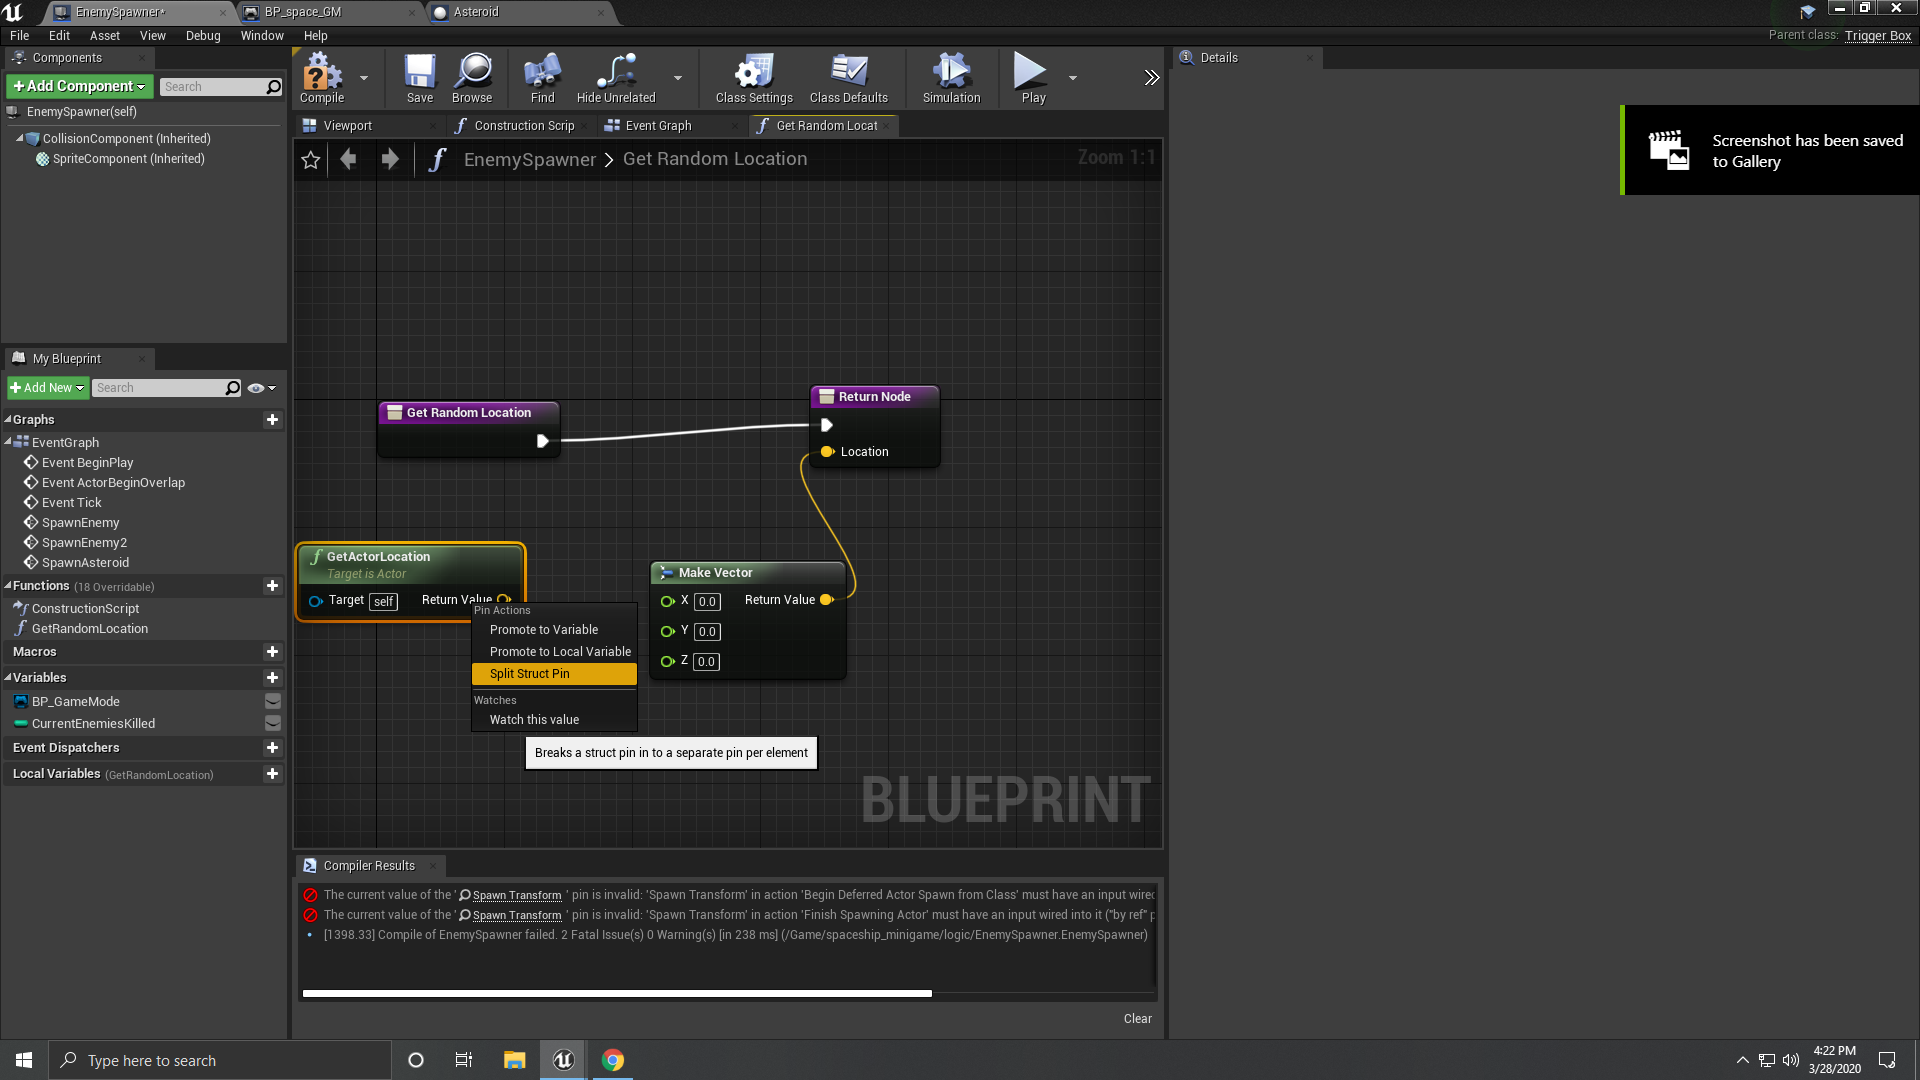 EnemySpawner*
BP_space_GM
Asteroid
File Edit Asset View Debug Window Help
Parent class: Trigger Box
Components
+Add Component
Search
EnemySpawner(self)
CollisionComponent (Inherited)
SpriteComponent (Inherited)
Compile
Save
Browse
Find
Hide Unrelated
Class Settings
Class Defaults
Simulation
Play
Details
Viewport
Construction Scrip
Event Graph
Get Random Locat
EnemySpawner > Get Random Location
Zoom 1:1
Screenshot has been saved
to Gallery
My Blueprint
+Add New
Search
Graphs
EventGraph
Event BeginPlay
Event ActorBeginOverlap
Event Tick
SpawnEnemy
SpawnEnemy2
SpawnAsteroid
Functions (18 Overridable)
ConstructionScript
GetRandomLocation
Macros
Variables
BP_GameMode
CurrentEnemiesKilled
Event Dispatchers
Local Variables (GetRandomLocation)
Get Random Location
Return Node
Location
GetActorLocation
Target is Actor
Target self Return Value
Make Vector
X 0.0 Return Value
Y 0.0
Z 0.0
Pin Actions
Promote to Variable
Promote to Local Variable
Split Struct Pin
Watches
Watch this value
Breaks a struct pin in to a separate pin per element
BLUEPRINT
Compiler Results
The current value of the ' Spawn Transform ' pin is invalid: 'Spawn Transform' in action 'Begin Deferred Actor Spawn from Class' must have an input wired
The current value of the ' Spawn Transform ' pin is invalid: 'Spawn Transform' in action 'Finish Spawning Actor' must have an input wired into it ("by ref" p
[1398.33] Compile of EnemySpawner failed. 2 Fatal Issue(s) 0 Warning(s) [in 238 ms] (/Game/spaceship_minigame/logic/EnemySpawner.EnemySpawner)
Clear
Type here to search
4:22 PM
3/28/2020